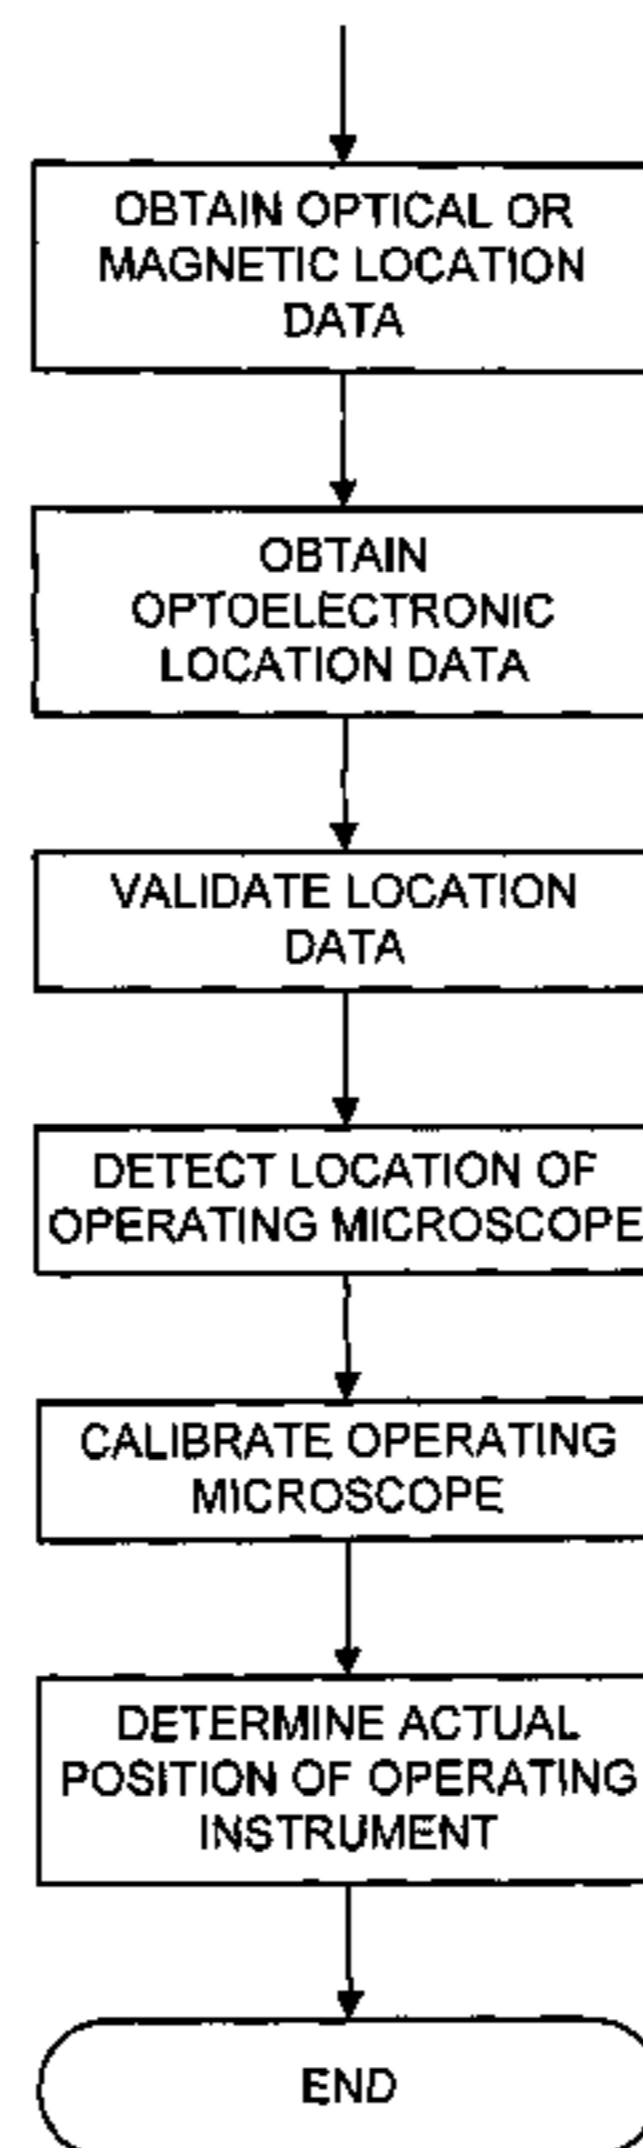 OBTAIN OPTICAL OR
MAGNETIC LOCATION
DATA
OBTAIN
OPTOELECTRONIC
LOCATION DATA
VALIDATE LOCATION
DATA
DETECT LOCATION OF
OPERATING MICROSCOPE
CALIBRATE OPERATING
MICROSCOPE
DETERMINE ACTUAL
POSITION OF OPERATING
INSTRUMENT
END